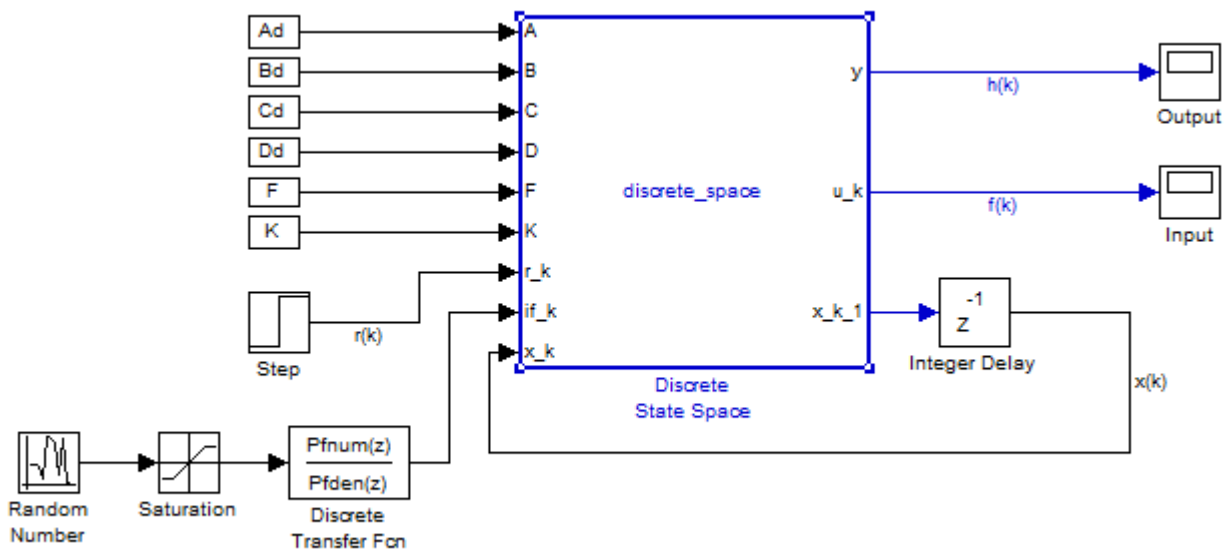 Ad
Bd
Cd
Dd
F
K
A
B
C
D
F
K
r_k
if_k
x_k
discrete_space
y
u_k
x_k_1
Discrete
State Space
h(k)
f(k)
Output
Input
-1
Z
Integer Delay
x(k)
r(k)
Step
Random
Number
Saturation
Pfnum(z)
Pfden(z)
Discrete
Transfer Fcn